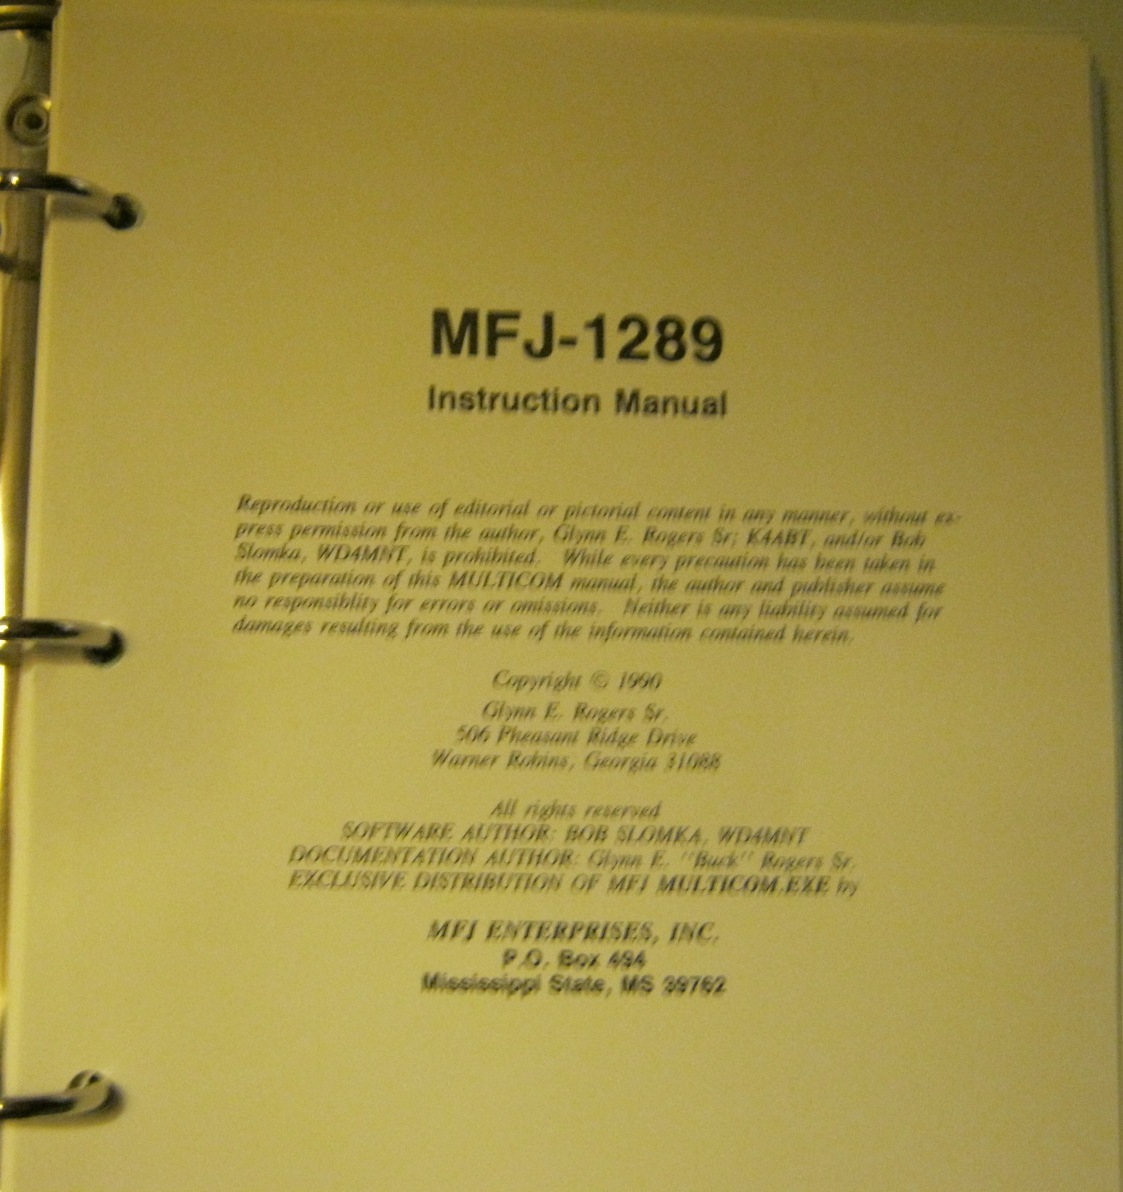 MFJ-1289
Instruction Manual
Reproduction or use of editorial or pictorial content in any manner, without ex-
press permission from the author, Glynn E. Rogers Sr; K4ABT, and/or Bob
Slomka, WD4MNT, is prohibited. While every precaution has been taken in
the preparation of this MULTICOM manual, the author and publisher assume
no responsiblity for errors or omissions. Neither is any liability assumed for
damages resulting from the use of the information contained herein.
Copyright © 1990
Glynn E. Rogers Sr.
506 Pheasant Ridge Drive
Warner Robins, Georgia 31088
All rights reserved
SOFTWARE AUTHOR: BOB SLOMKA, WD4MNT
DOCUMENTATION AUTHOR: Glynn E. "Buck" Rogers Sr.
EXCLUSIVE DISTRIBUTION OF MFJ MULTICOM.EXE by
MFJ ENTERPRISES, INC.
P.O. Box 494
Mississippi State, MS 39762